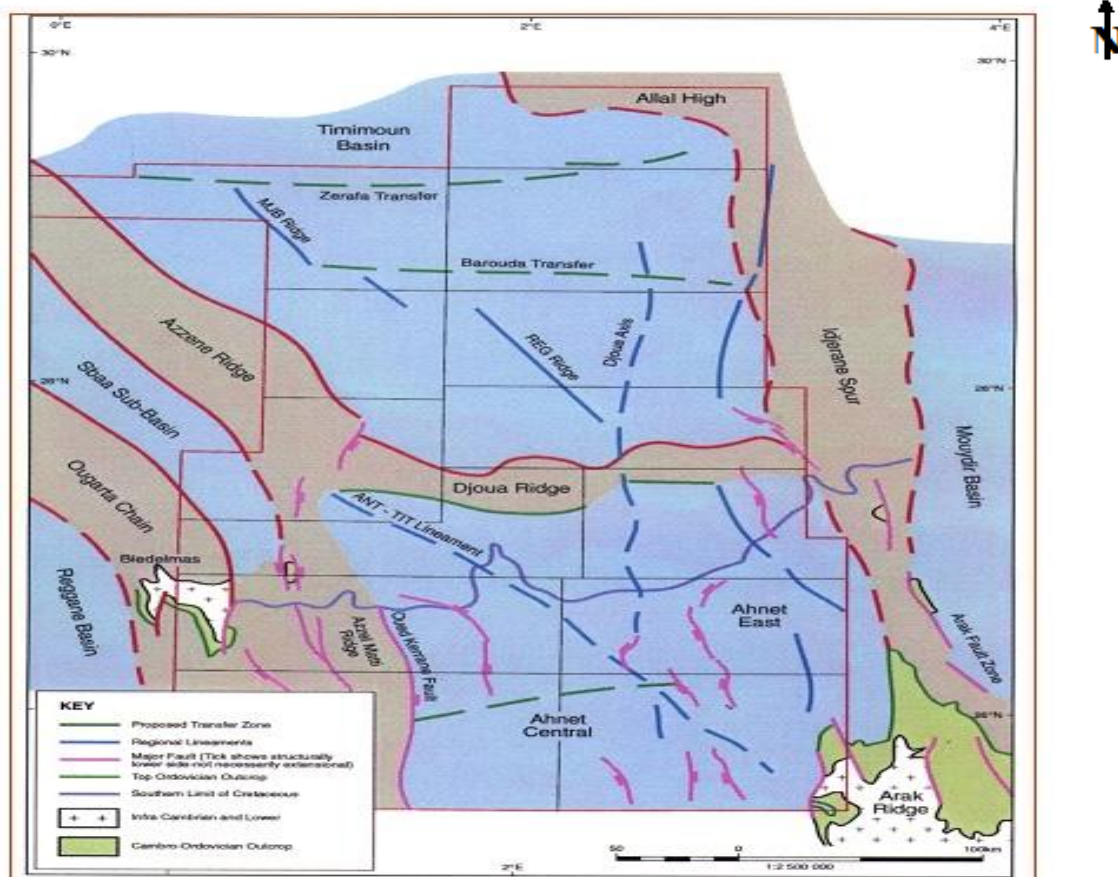 N
0°E 2°E 4°E
30°N 30°N
Allal High
Timimoun
Basin
Zerafa Transfer
MJB Ridge
Barouda Transfer
Azzene Ridge
REG Ridge
Djoua Axis
Idjerane Spur
26°N
Sbaa Sub-Basin
Mouydir Basin
Ougarta Chain
Djoua Ridge
ANT - TIT Lineament
Biedelmas
Reggane Basin
Azzel Matti
Ridge
Oued Kerrane Fault
Ahnet
East
Arak Fault Zone
26°N
Ahnet
Central
Arak
Ridge
KEY
Proposed Transfer Zone
Regional Lineaments
Major Fault (Tick shows structurally
lower side-not necessarily extensional)
Top Ordovician Outcrop
Southern Limit of Cretaceous
Infra Cambrian and Lower
Cambro-Ordovician Outcrop
2°E
50 0 100km
1:2 500 000